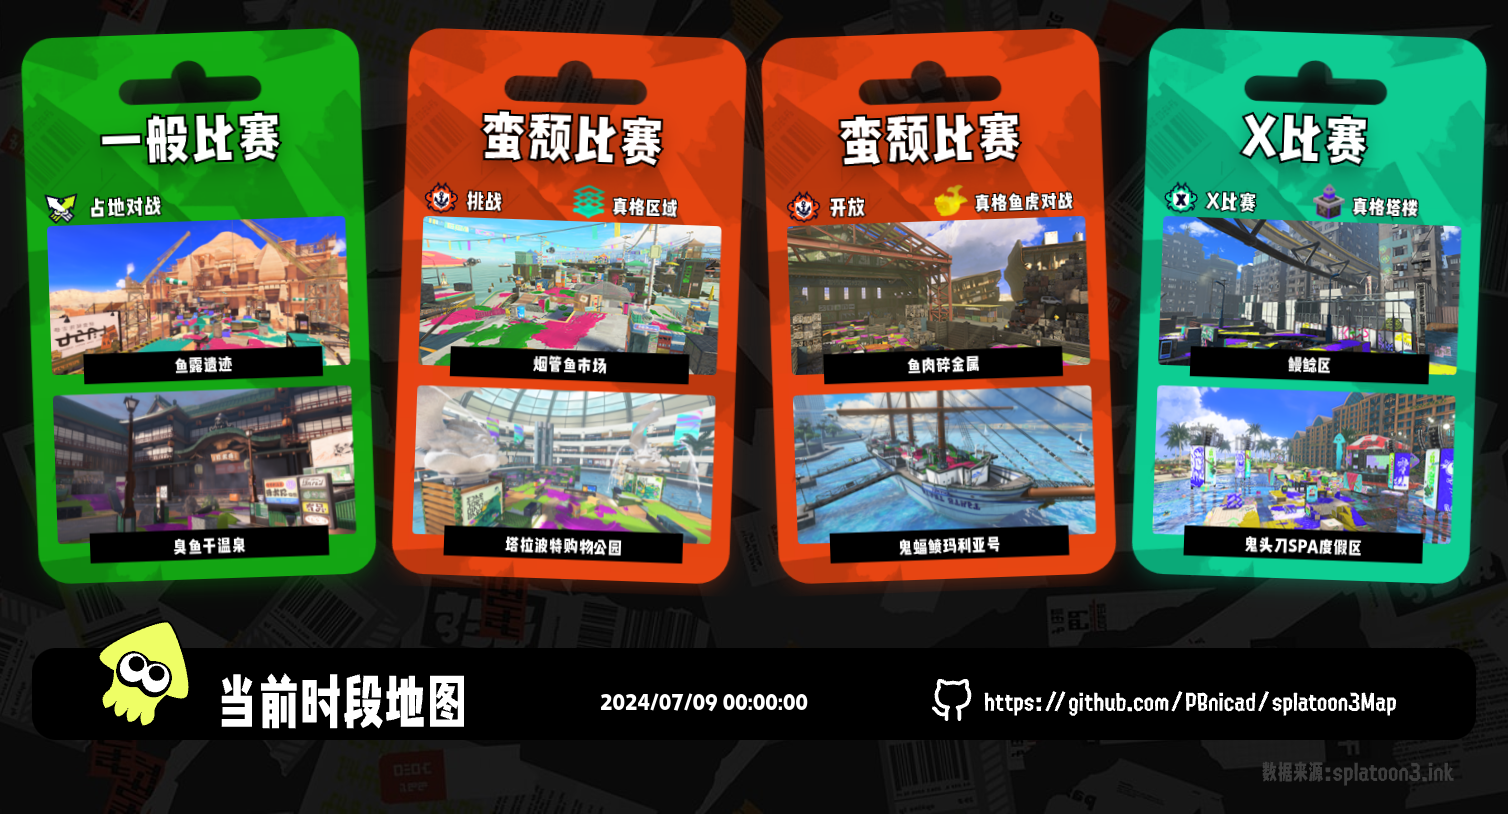 一般比赛
占地对战
鱼露遗迹
臭鱼干温泉
蛮颓比赛
挑战
真格区域
烟管鱼市场
塔拉波特购物公园
蛮颓比赛
开放
真格鱼虎对战
鱼肉碎金属
鬼蝠鲼玛利亚号
X比赛
X比赛
真格塔楼
鳗鲶区
鬼头刀SPA度假区
当前时段地图
2024/07/09 00:00:00
https://github.com/PBnicad/splatoon3Map
数据来源:splatoon3.ink